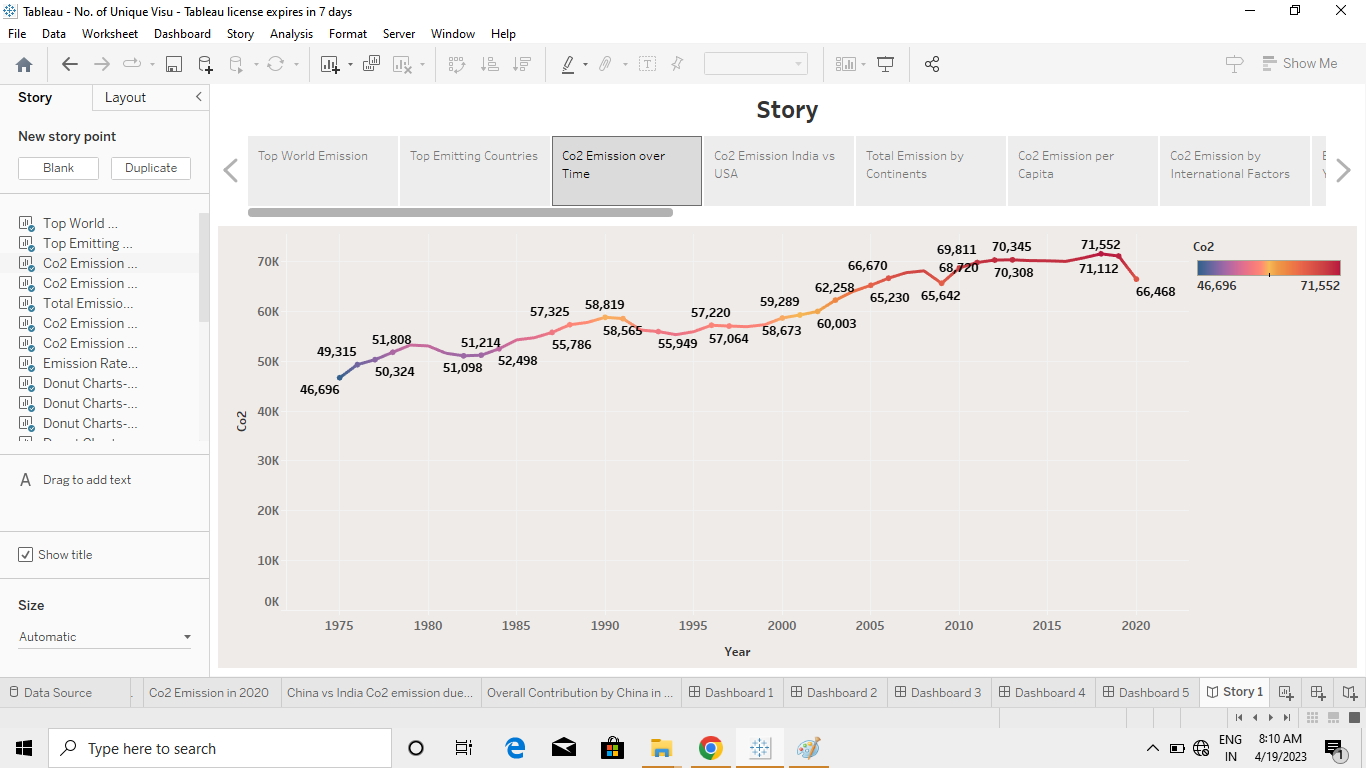 Tableau - No. of Unique Visu - Tableau license expires in 7 days
File Data Worksheet Dashboard Story Analysis Format Server Window Help
Show Me
Story Layout
New story point
Blank Duplicate
Top World ...
Top Emitting ...
Co2 Emission ...
Co2 Emission ...
Total Emissio...
Co2 Emission ...
Co2 Emission ...
Emission Rate...
Donut Charts-...
Donut Charts-...
Donut Charts-...
A Drag to add text
Show title
Size
Automatic
Story
Top World Emission
Top Emitting Countries
Co2 Emission over
Time
Co2 Emission India vs
USA
Total Emission by
Continents
Co2 Emission per
Capita
Co2 Emission by
International Factors
Co2
46,696 71,552
70K
60K
50K
40K
30K
20K
10K
0K
Co2
46,696
49,315
50,324
51,808
51,098
51,214
52,498
55,786
57,325
58,819
58,565
55,949
57,220
57,064
58,673
59,289
60,003
62,258
65,230
66,670
65,642
68,720
69,811
70,345
70,308
71,552
71,112
66,468
1975 1980 1985 1990 1995 2000 2005 2010 2015 2020
Year
Data Source Co2 Emission in 2020 China vs India Co2 emission due... Overall Contribution by China in ... Dashboard 1 Dashboard 2 Dashboard 3 Dashboard 4 Dashboard 5 Story 1
Type here to search
ENG
IN
8:10 AM
4/19/2023
1